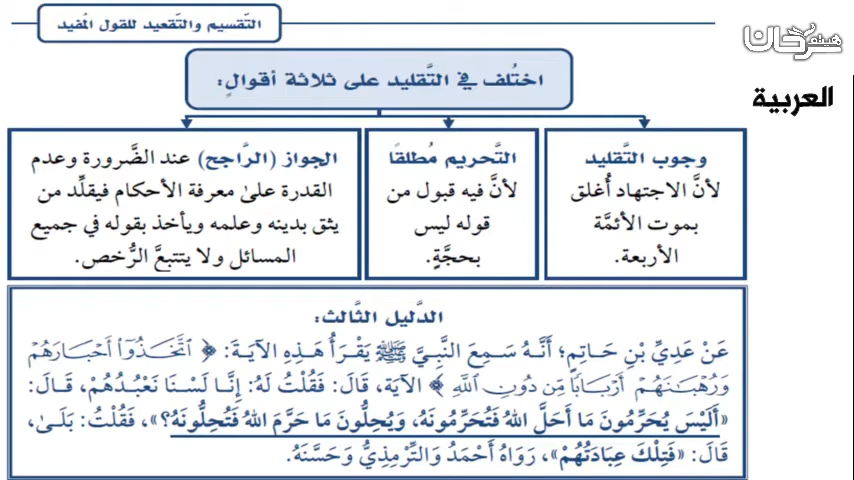 التقسيم والتقعيد للقول المفيد
هيثم سرحان
العربية
اختُلف في التَّقليد على ثلاثة أقوالٍ:
وجوب التَّقليد
لأنَّ الاجتهاد أُغلق
بموت الأئمَّة
الأربعة.
التَّحريم مُطلقًا
لأنَّ فيه قبول من
قوله ليس
بحجَّةٍ.
الجواز (الرَّاجح) عند الضَّرورة وعدم
القدرة على معرفة الأحكام فيقلِّد من
يثق بدينه وعلمه ويأخذ بقوله في جميع
المسائل ولا يتتبعَّ الرُّخص.
الدَّليل الثَّالث:
عَنْ عَدِيِّ بْنِ حَاتِمٍ؛ أَنَّهُ سَمِعَ النَّبِيَّ ﷺ يَقْرَأُ هَذِهِ الآيَةَ: ﴿ ٱتَّخَذُوٓاْ أَحْبَارَهُمْ
وَرُهْبَٰنَهُمْ أَرْبَابًا مِّن دُونِ ٱللَّهِ ﴾ الآيَةَ، قَالَ: فَقُلْتُ لَهُ: إِنَّا لَسْنَا نَعْبُدُهُمْ، قَالَ:
«أَلَيْسَ يُحَرِّمُونَ مَا أَحَلَّ اللهُ فَتُحَرِّمُونَهُ، وَيُحِلُّونَ مَا حَرَّمَ اللهُ فَتُحِلُّونَهُ؟»، فَقُلْتُ: بَلَىٰ،
قَالَ: «فَتِلْكَ عِبَادَتُهُمْ»، رَوَاهُ أَحْمَدُ وَالتِّرْمِذِيُّ وَحَسَّنَهُ.